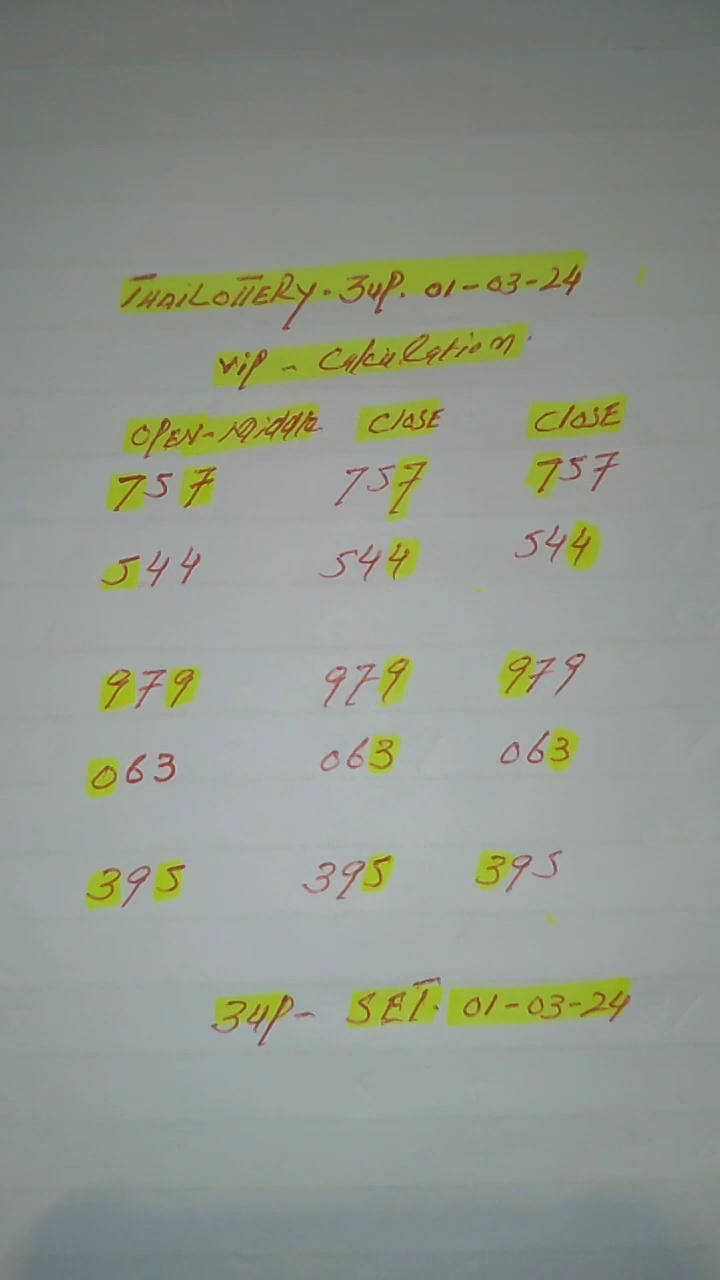 THAILOTTERY. 3UP. 01-03-24
VIP - Calculation.
OPEN-Middle CLOSE CLOSE
757 757 757
544 544 544
979 979 979
063 063 063
395 395 395
3UP- SET. 01-03-24